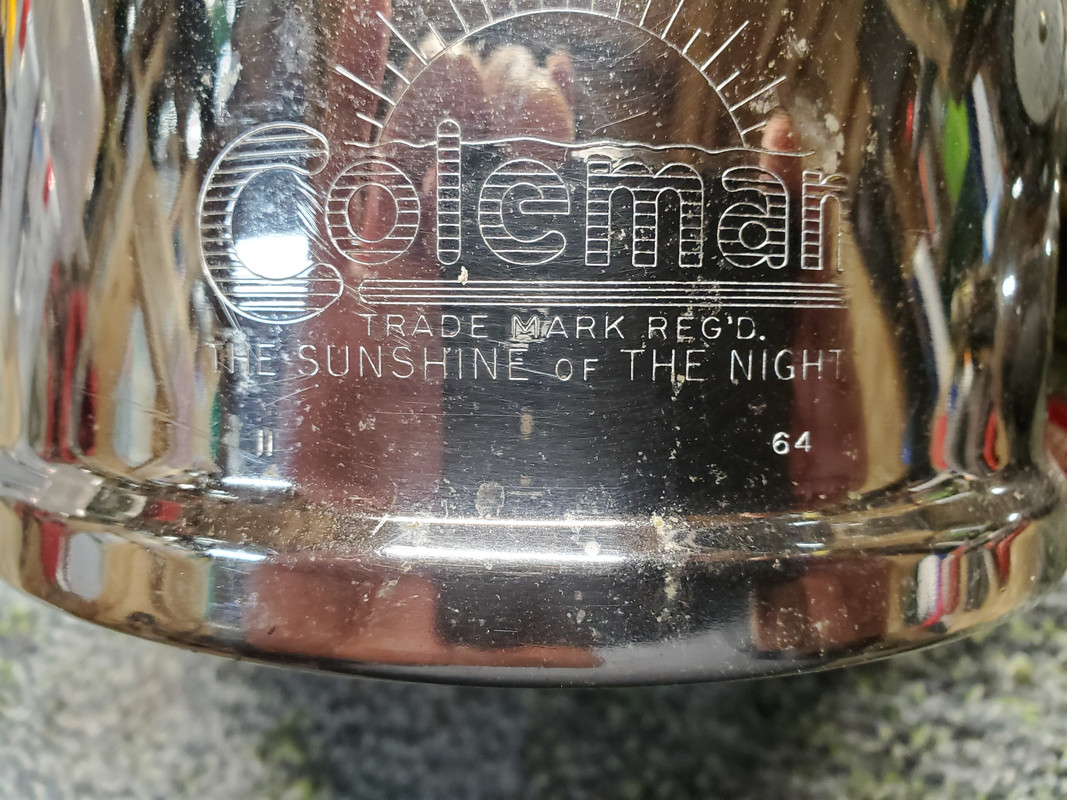 Coleman
TRADE MARK REG'D.
THE SUNSHINE OF THE NIGHT
11 64